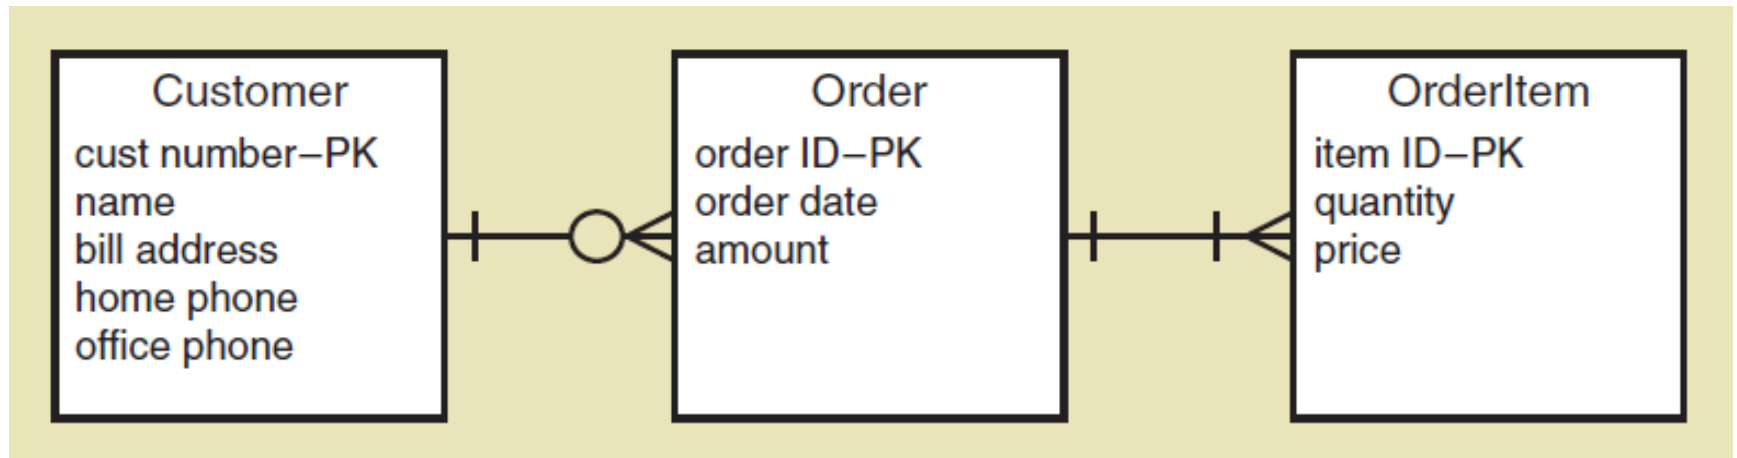 Customer
cust number–PK
name
bill address
home phone
office phone
Order
order ID–PK
order date
amount
OrderItem
item ID–PK
quantity
price